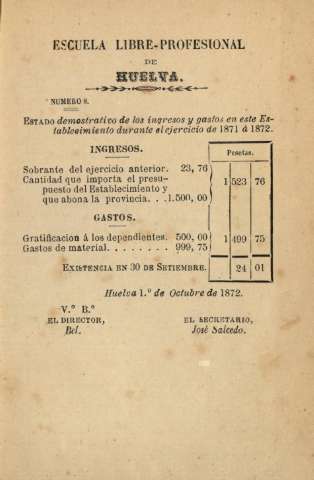 ESCUELA LIBRE-PROFESIONAL
DE
HUELVA.
NUMERO 8.
ESTADO demostrativo de los ingresos y gastos en este Es-
tablecimiento durante el ejercicio de 1871 á 1872.
INGRESOS.
Pesetas.
Sobrante del ejercicio anterior. 23, 76
Cantidad que importa el presu-
puesto del Establecimiento y
que abona la provincia. . .1.500, 00
1 523 76
GASTOS.
Gratificacion á los dependientes. 500, 00
Gastos de material. . . . . . . . 999, 75
1 499 75
EXISTENCIA EN 30 DE SETIEMBRE. 24 01
Huelva 1.º de Octubre de 1872.
V.º B.º
EL DIRECTOR, EL SECRETARIO,
Bel. José Salcedo.